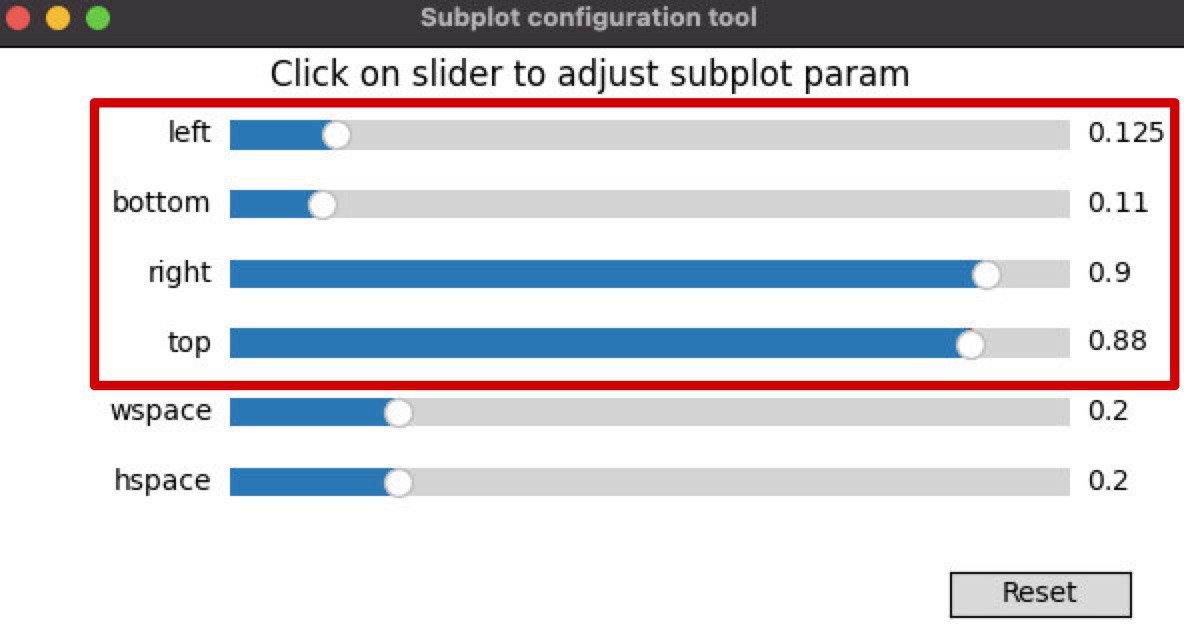 Subplot configuration tool
Click on slider to adjust subplot param
left 0.125
bottom 0.11
right 0.9
top 0.88
wspace 0.2
hspace 0.2
Reset